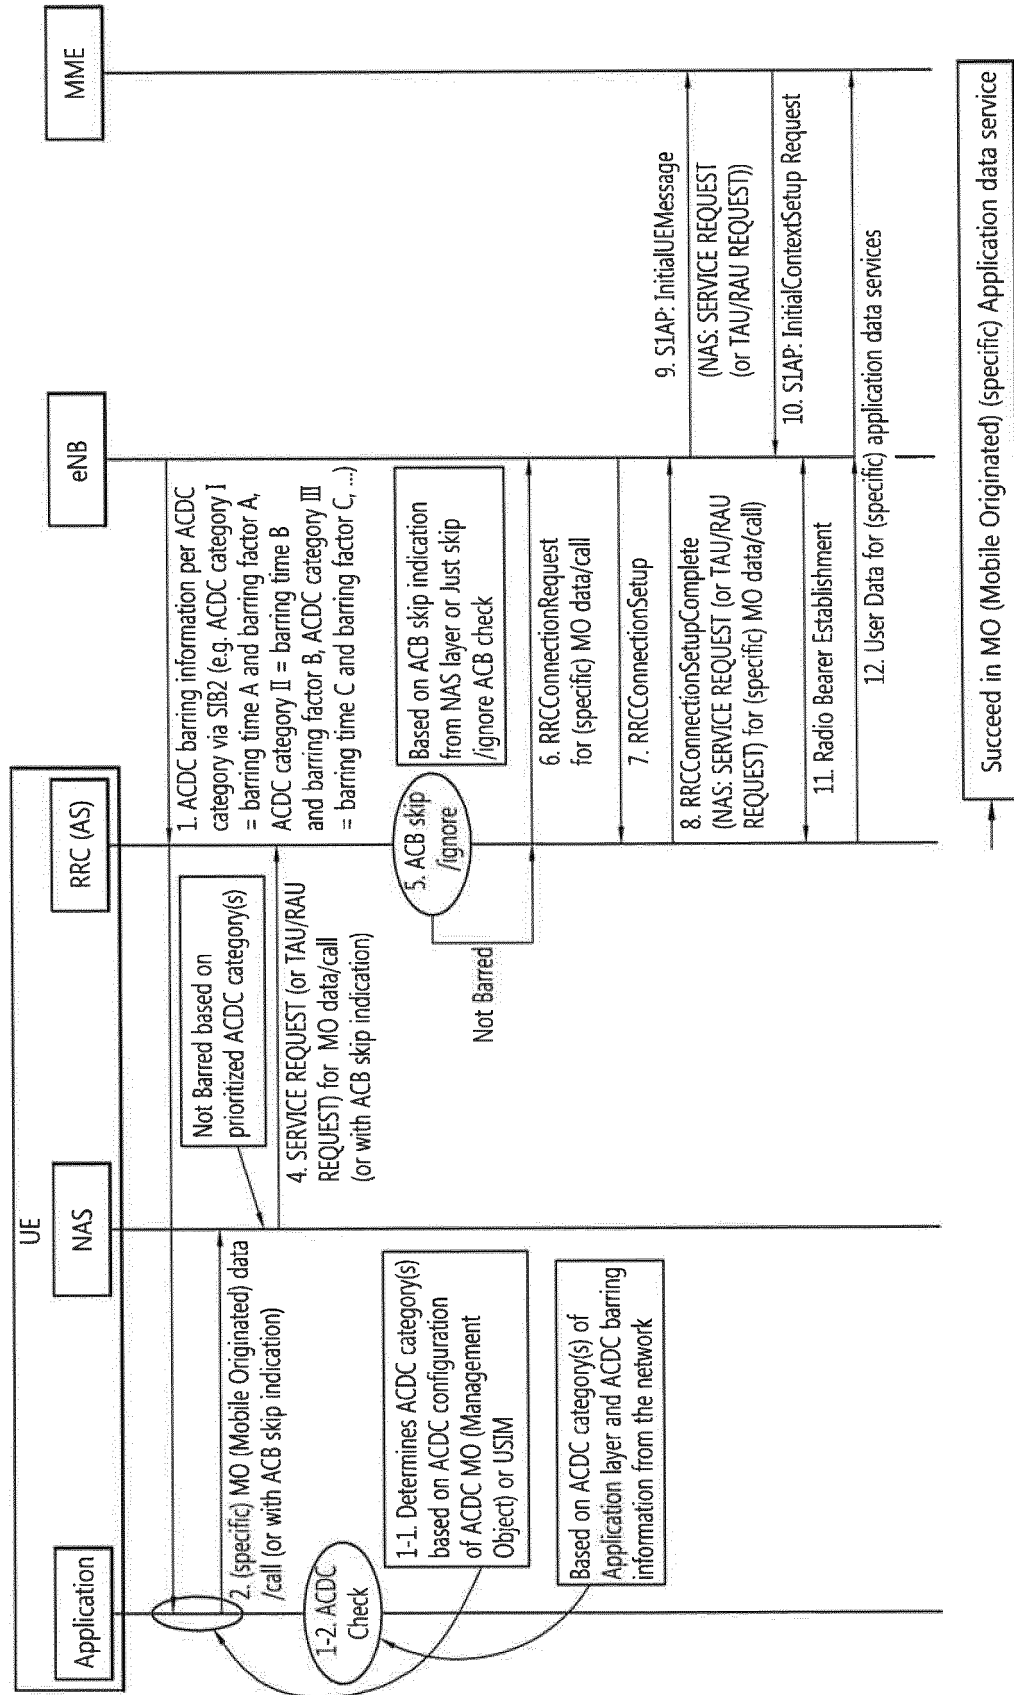 UE
Application
NAS
RRC (AS)
eNB
MME
1. ACDC barring information per ACDC
category via SIB2 (e.g. ACDC category I
= barring time A and barring factor A,
ACDC category II = barring time B
and barring factor B, ACDC category III
= barring time C and barring factor C, ...)
2. (specific) MO (Mobile Originated) data
/call (or with ACB skip indication)
Not Barred based on
prioritized ACDC category(s)
4. SERVICE REQUEST (or TAU/RAU
REQUEST) for MO data/call
(or with ACB skip indication)
1-2. ACDC
Check
1-1. Determines ACDC category(s)
based on ACDC configuration
of ACDC MO (Management
Object) or USIM
Based on ACDC category(s) of
Application layer and ACDC barring
information from the network
5. ACB skip
/ignore
Based on ACB skip indication
from NAS layer or Just skip
/ignore ACB check
Not Barred
6. RRCConnectionRequest
for (specific) MO data/call
7. RRCConnSetup
8. RRCConnectionSetupComplete
(NAS: SERVICE REQUEST (or TAU/RAU
REQUEST) for (specific) MO data/call)
9. S1AP: InitialUEMessage
(NAS: SERVICE REQUEST
(or TAU/RAU REQUEST))
10. S1AP: InitialContextSetup Request
11. Radio Bearer Establishment
12. User Data for (specific) application data services
Succeed in MO (Mobile Originated) (specific) Application data service